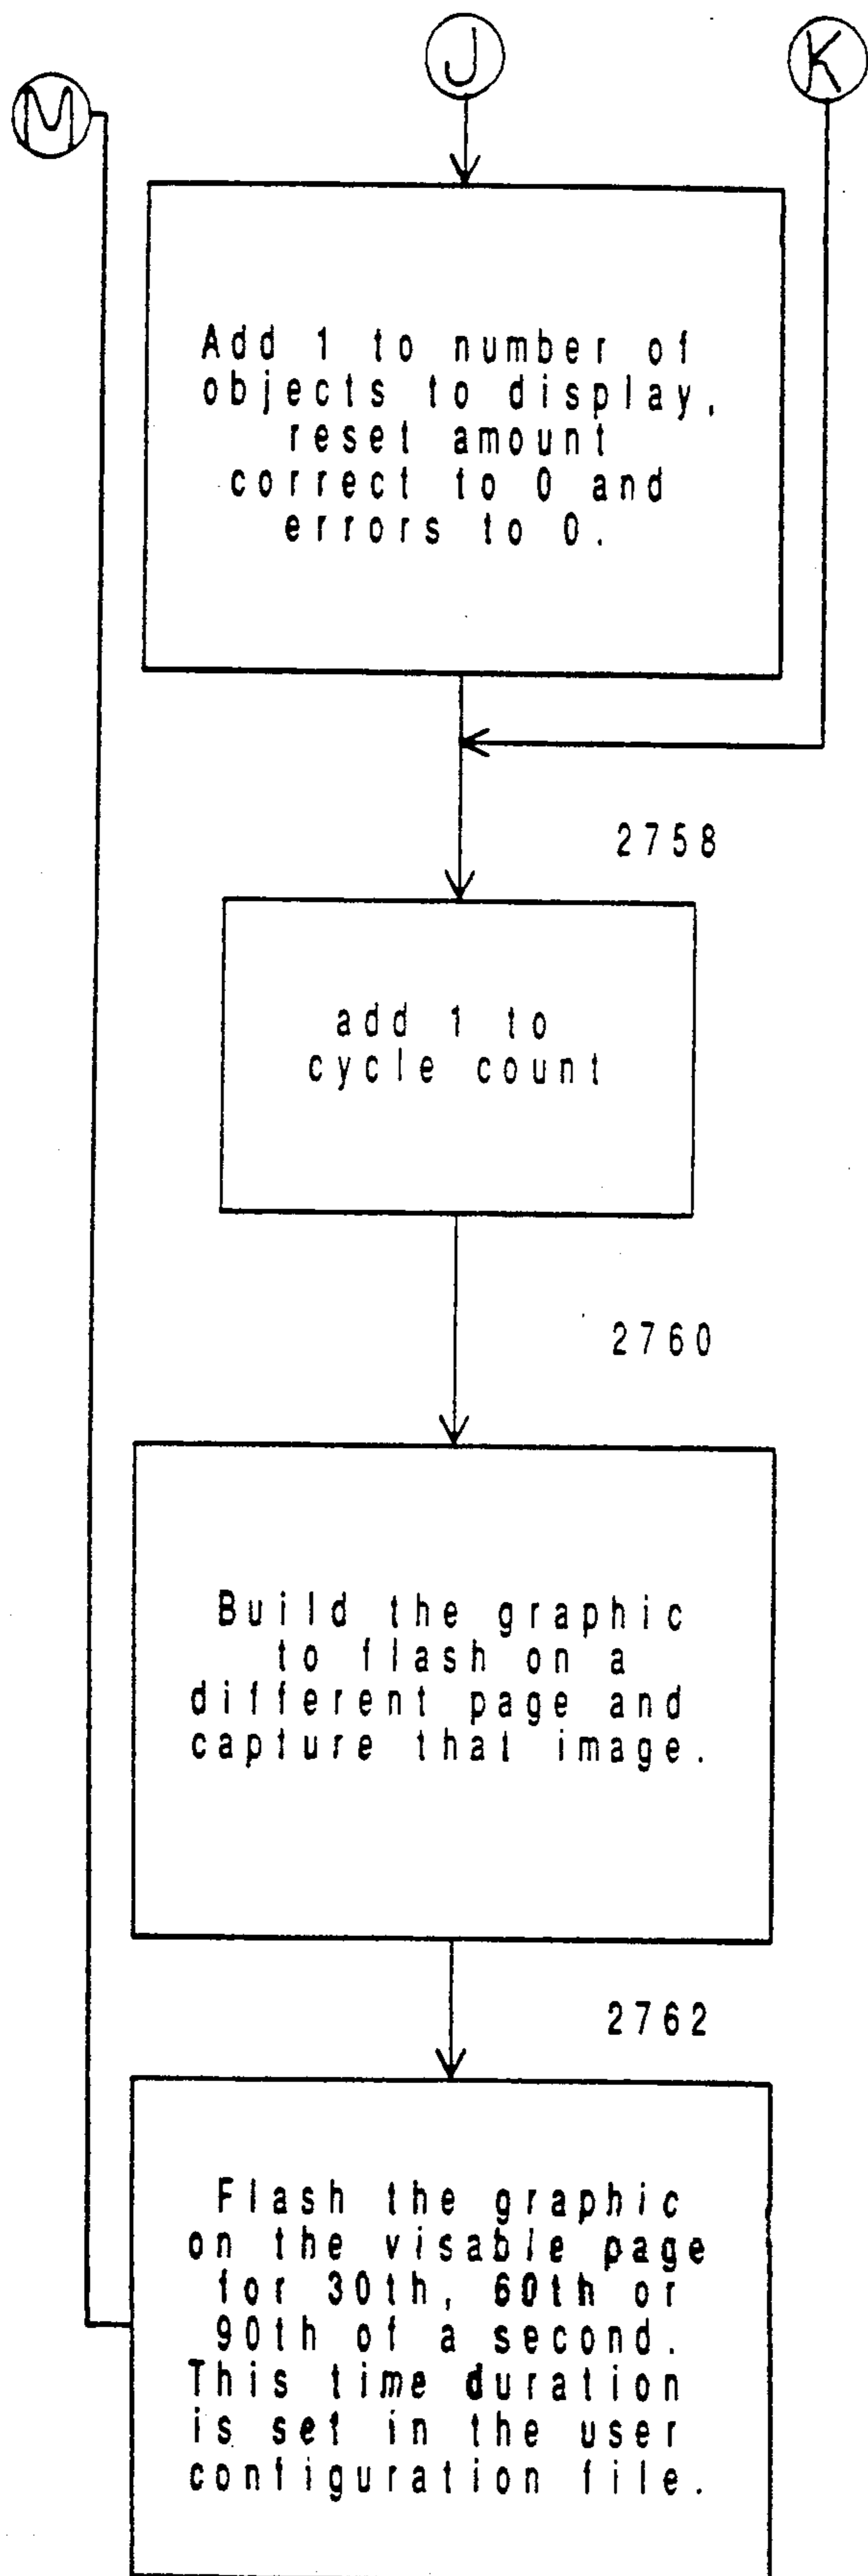 J
K
M
Add 1 to number of
objects to display,
reset amount
correct to 0 and
errors to 0.
2758
add 1 to
cycle count
2760
Build the graphic
to flash on a
different page and
capture that image.
2762
Flash the graphic
on the visable page
for 30th, 60th or
90th of a second.
This time duration
is set in the user
configuration file.